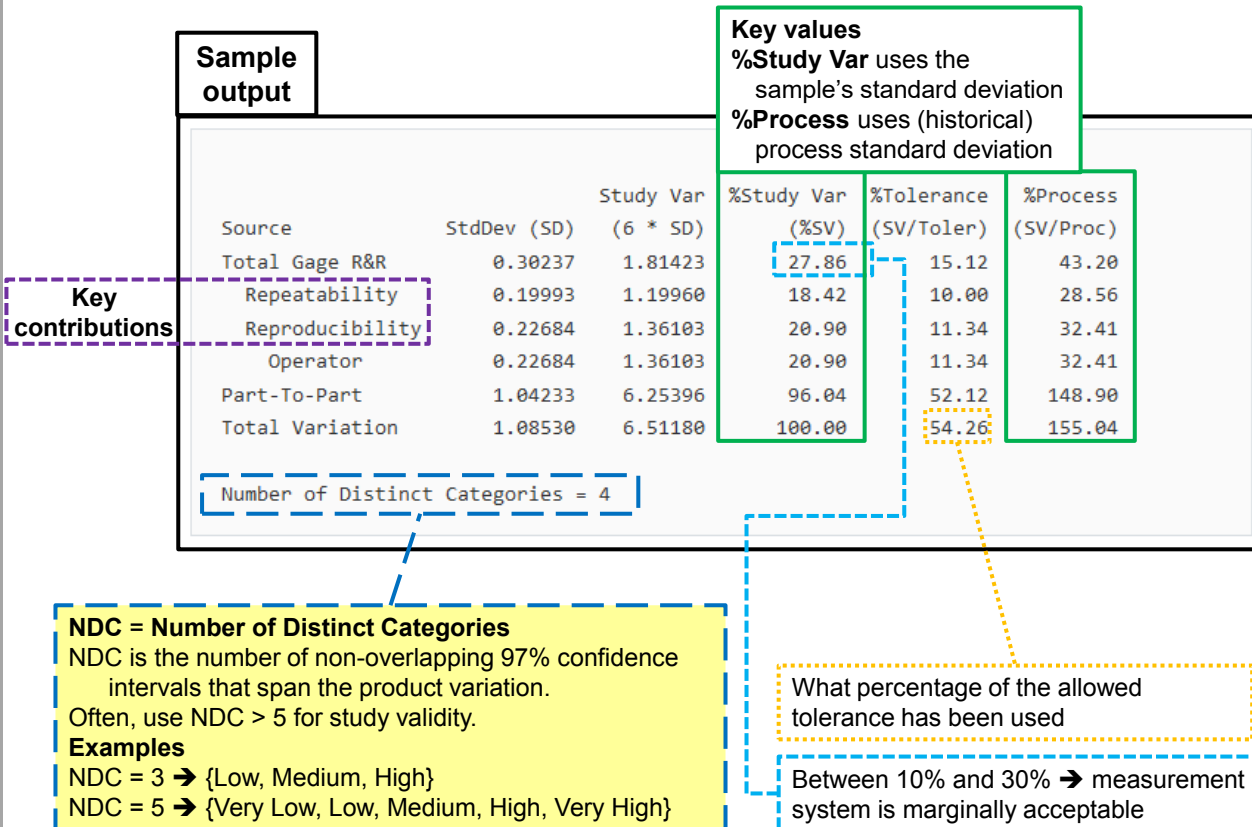 Sample
output
Key values
%Study Var uses the
sample's standard deviation
%Process uses (historical)
process standard deviation
Study Var %Study Var %Tolerance %Process
Source StdDev (SD) (6 * SD) (%SV) (SV/Toler) (SV/Proc)
Total Gage R&R 0.30237 1.81423 27.86 15.12 43.20
Repeatability 0.19993 1.19960 18.42 10.00 28.56
Reproducibility 0.22684 1.36103 20.90 11.34 32.41
Operator 0.22684 1.36103 20.90 11.34 32.41
Part-To-Part 1.04233 6.25396 96.04 52.12 148.90
Total Variation 1.08530 6.51180 100.00 54.26 155.04
Number of Distinct Categories = 4
Key
contributions
NDC = Number of Distinct Categories
NDC is the number of non-overlapping 97% confidence
intervals that span the product variation.
Often, use NDC > 5 for study validity.
Examples
NDC = 3 ➔ {Low, Medium, High}
NDC = 5 ➔ {Very Low, Low, Medium, High, Very High}
What percentage of the allowed
tolerance has been used
Between 10% and 30% ➔ measurement
system is marginally acceptable